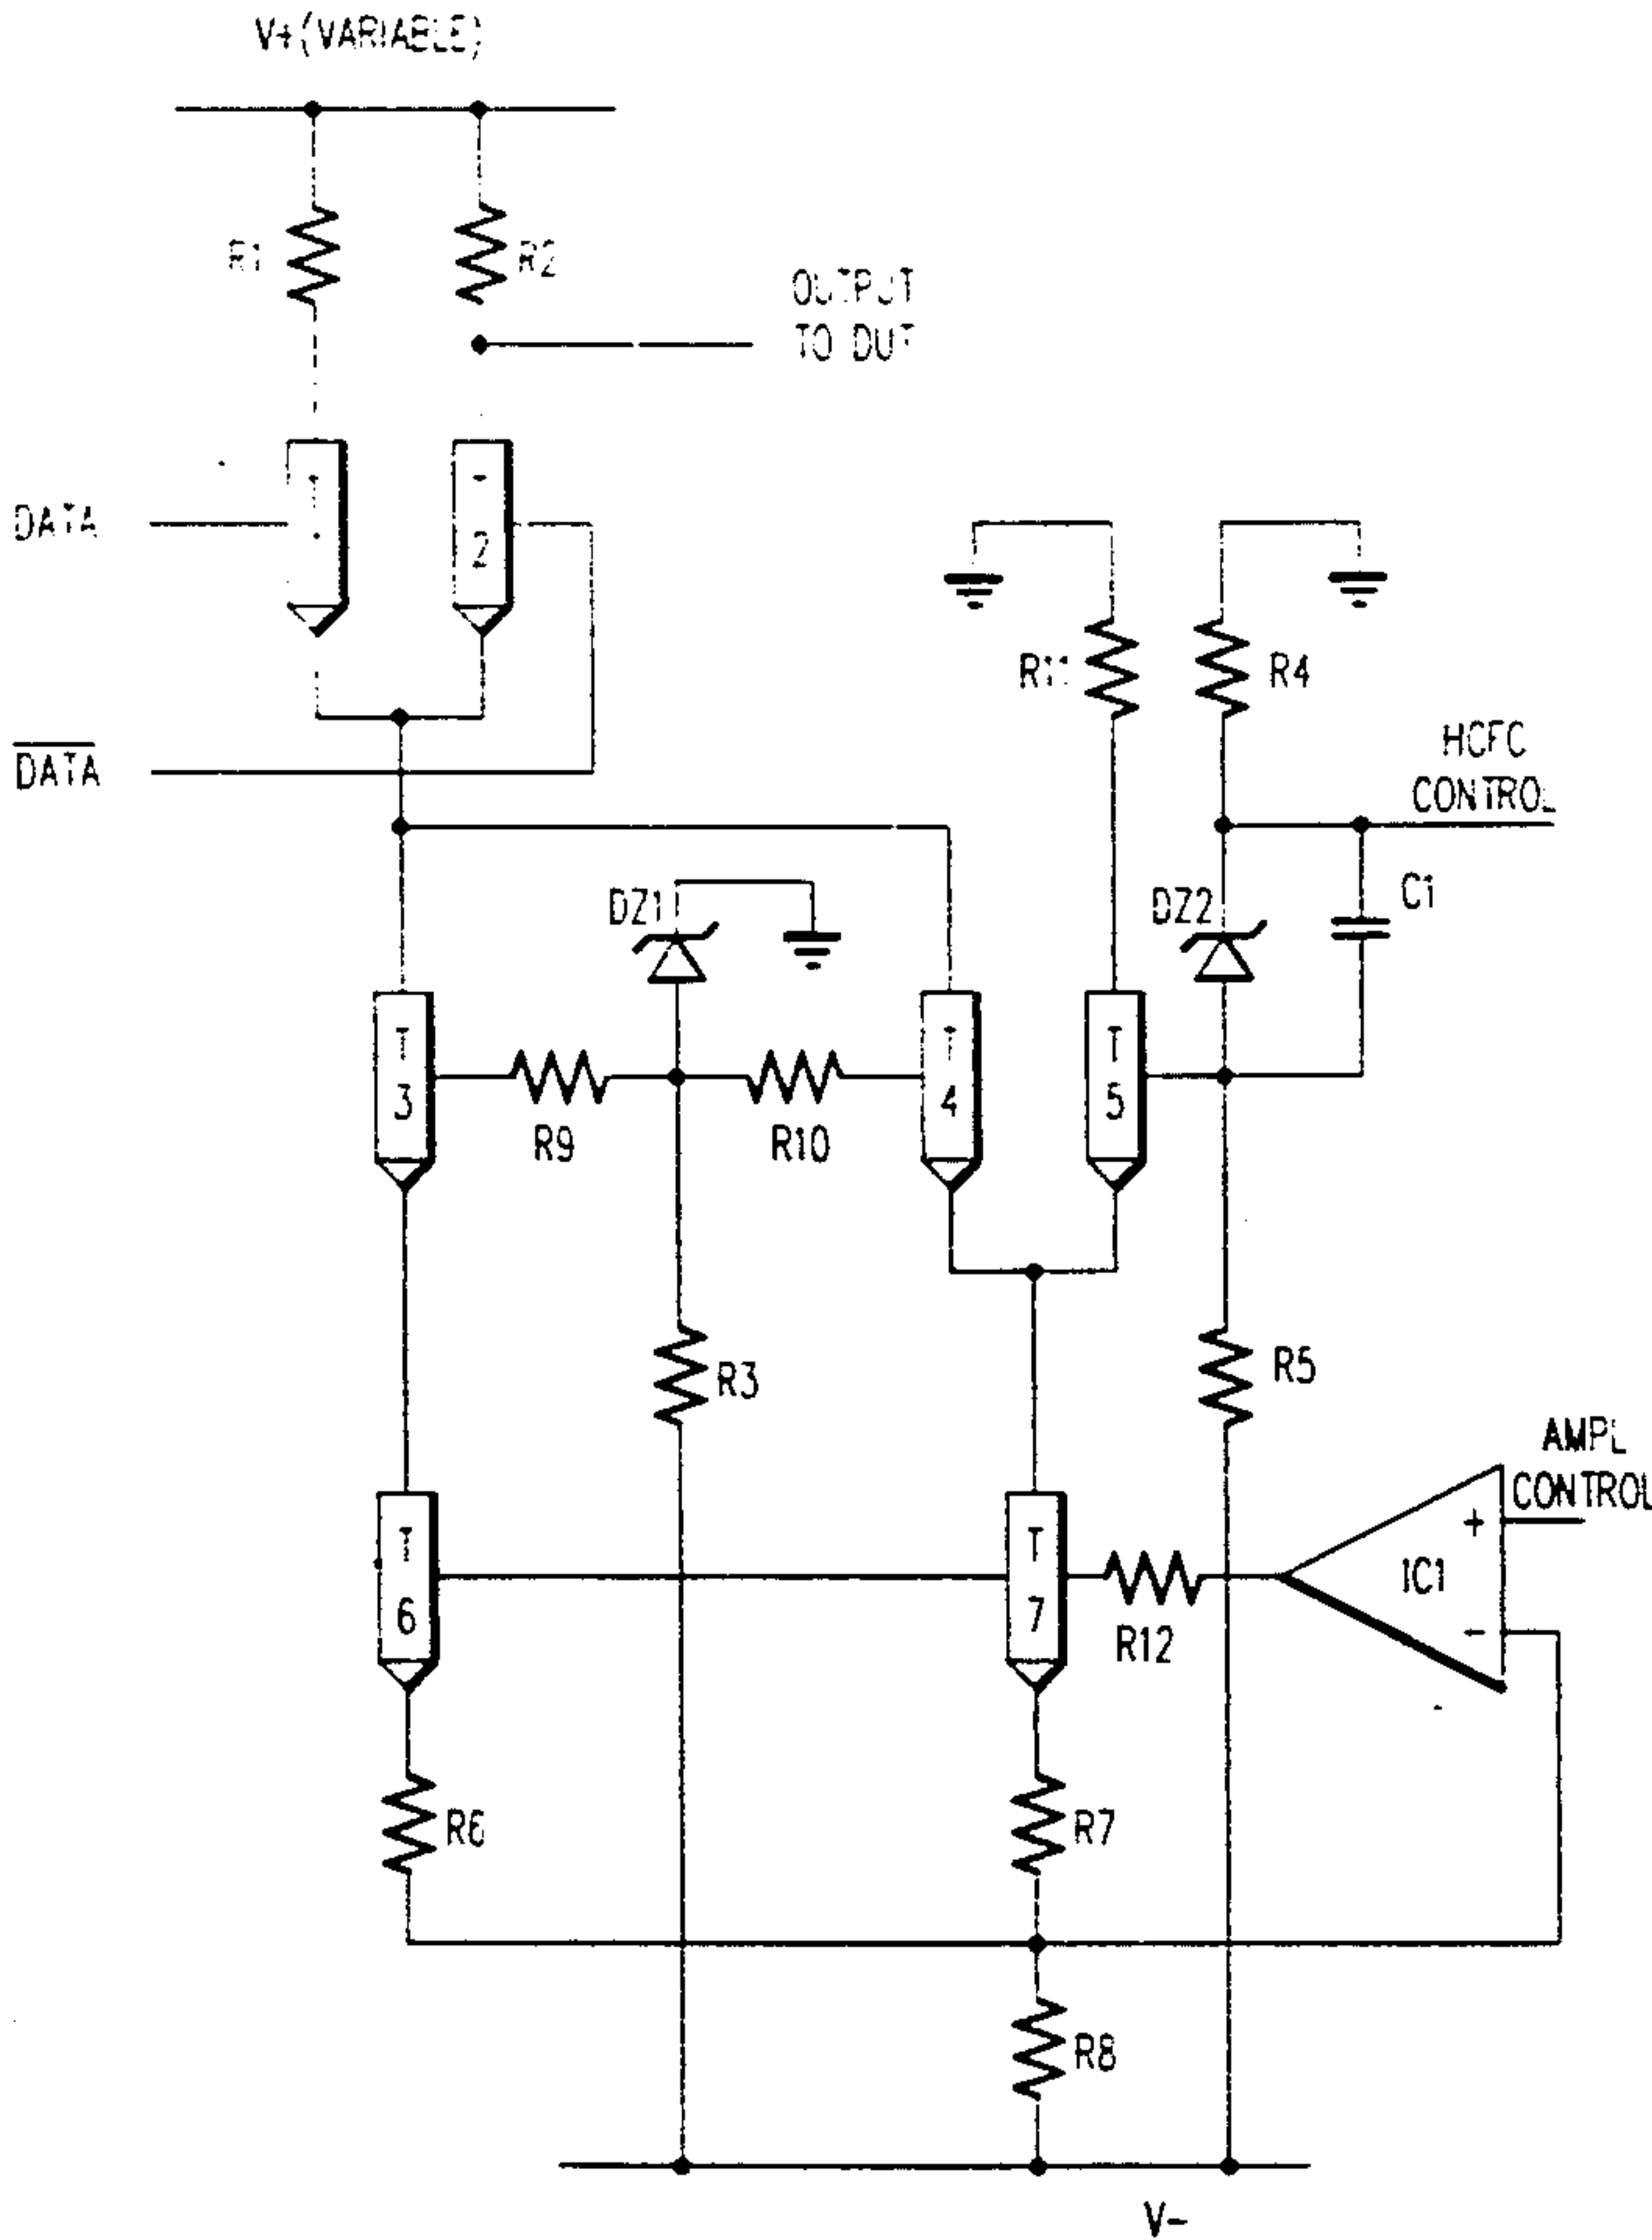 V+(VARIABLE)
R1
R2
OUTPUT
TO DUT
DATA
T
2
DATA
R11
R4
HCFC
CONTROL
DZ1
DZ2
C1
T
3
R9
R10
T
4
T
5
R3
R5
AMPL
CONTROL
T
6
T
7
R12
+
IC1
-
R6
R7
R8
V-